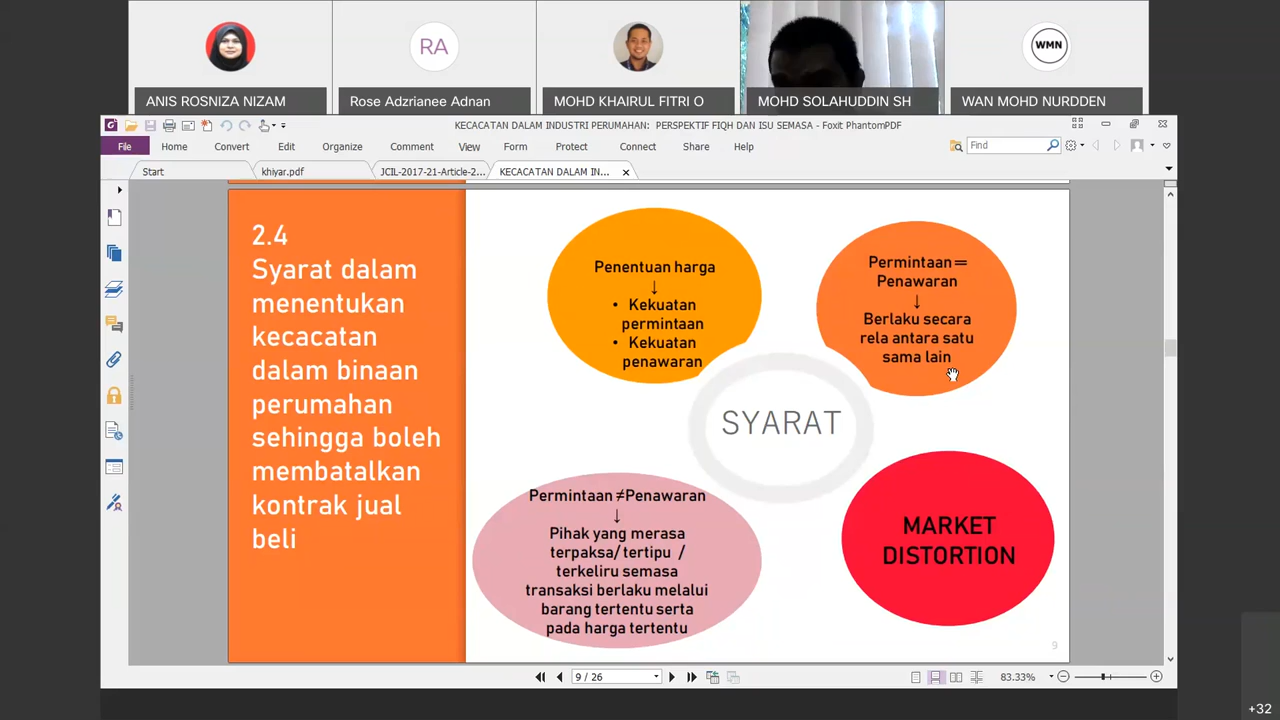 RA
WMN
ANIS ROSNIZA NIZAM
Rose Adzrianee Adnan
MOHD KHAIRUL FITRI O
MOHD SOLAHUDDIN SH
WAN MOHD NURDDEN
KECACATAN DALAM INDUSTRI PERUMAHAN: PERSPEKTIF FIQH DAN ISU SEMASA - Foxit PhantomPDF
File Home Convert Edit Organize Comment View Form Protect Connect Share Help
Find
Start
khiyar.pdf
JCIL-2017-21-Article-2...
KECACATAN DALAM IN...
2.4
Syarat dalam
menentukan
kecacatan
dalam binaan
perumahan
sehingga boleh
membatalkan
kontrak jual
beli
Penentuan harga
↓
• Kekuatan
permintaan
• Kekuatan
penawaran
Permintaan =
Penawaran
↓
Berlaku secara
rela antara satu
sama lain
SYARAT
Permintaan ≠Penawaran
↓
Pihak yang merasa
terpaksa/ tertipu /
terkeliru semasa
transaksi berlaku melalui
barang tertentu serta
pada harga tertentu
MARKET
DISTORTION
9
9 / 26
83.33%
+32